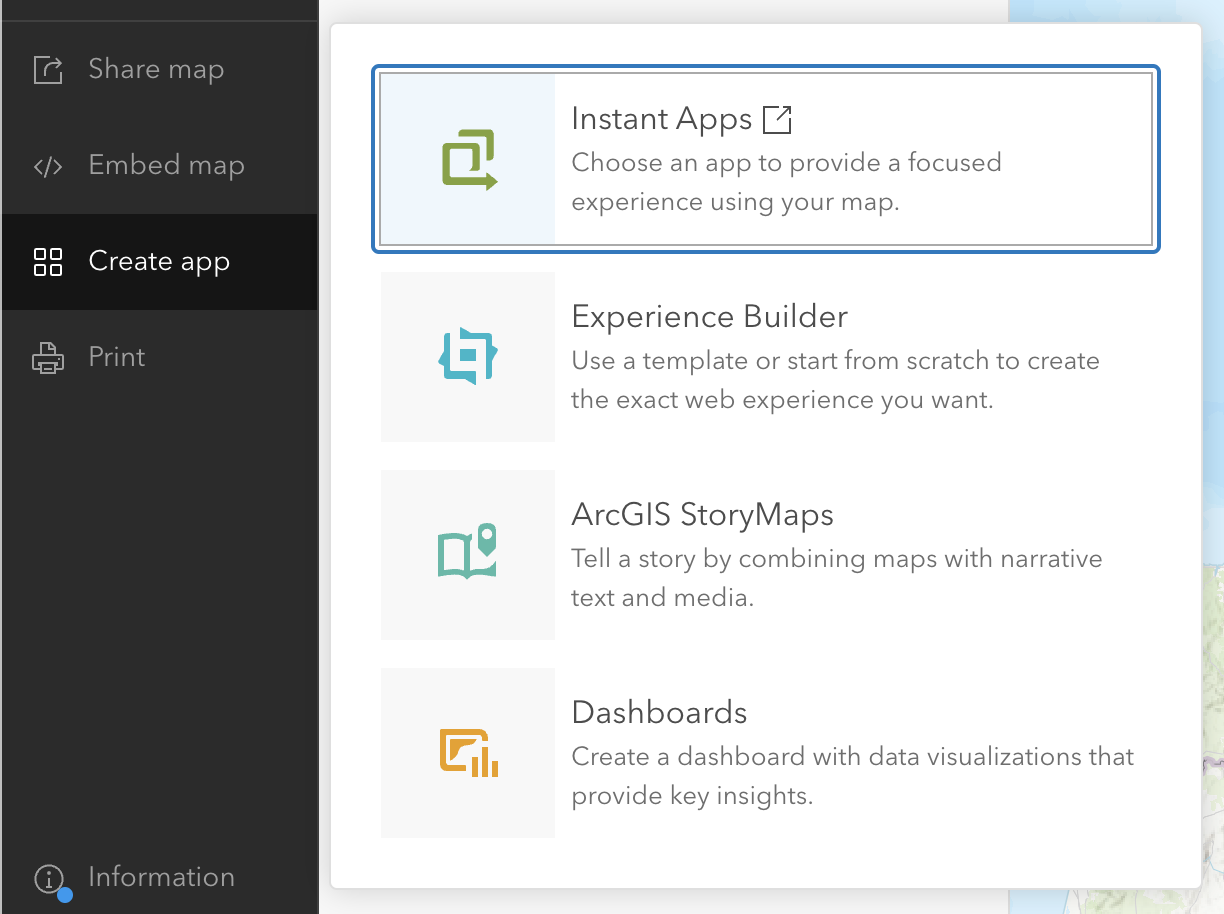 Share map
Embed map
Create app
Print
Information
Instant Apps
Choose an app to provide a focused
experience using your map.
Experience Builder
Use a template or start from scratch to create
the exact web experience you want.
ArcGIS StoryMaps
Tell a story by combining maps with narrative
text and media.
Dashboards
Create a dashboard with data visualizations that
provide key insights.